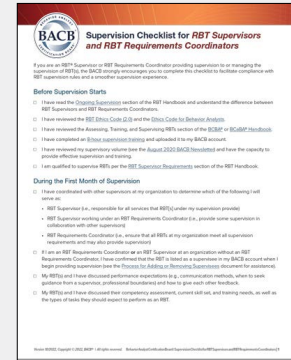 BACB
Supervision Checklist for RBT Supervisors
and RBT Requirements Coordinators
If you are an RBT® Supervisor or RBT Requirements Coordinator providing supervision to or managing the
supervision of RBT(s), the BACB strongly encourages you to complete this checklist to facilitate compliance with
RBT supervision rules and a smoother supervision experience.
Before Supervision Starts
I have read the Ongoing Supervision section of the RBT Handbook and understand the difference between
RBT Supervisors and RBT Requirements Coordinators.
I have reviewed the RBT Ethics Code (2.0) and the Ethics Code for Behavior Analysts.
I have reviewed the Assessing, Training, and Supervising RBTs section of the BCBA® or BCaBA® Handbook.
I have completed an 8-hour supervision training and uploaded it to my BACB account.
I have reviewed my supervisory volume (see the August 2020 BACB Newsletter) and have the capacity to
provide effective supervision and training.
I am qualified to supervise RBTs per the RBT Supervisor Requirements section of the RBT Handbook.
During the First Month of Supervision
I have coordinated with other supervisors at my organization to determine which of the following I will
serve as:
• RBT Supervisor (i.e., responsible for all services that RBT(s) under my supervision provide)
• RBT Supervisor working under an RBT Requirements Coordinator (i.e., provide some supervision in
collaboration with other supervisors)
• RBT Requirements Coordinator (i.e., ensure that all RBTs at my organization meet all supervision
requirements and may also provide supervision)
If I am an RBT Requirements Coordinator or an RBT Supervisor at an organization without an RBT
Requirements Coordinator, I have confirmed that the RBT is listed as a supervisee in my BACB account when I
begin providing supervision (see the Process for Adding or Removing Supervisees document for assistance).
My RBT(s) and I have discussed performance expectations (e.g., communication methods, when to seek
guidance from a supervisor, professional boundaries) and how to give each other feedback.
My RBT(s) and I have discussed their competency assessment, current skill set, and training needs, as well as
the types of tasks they should expect to perform as an RBT.